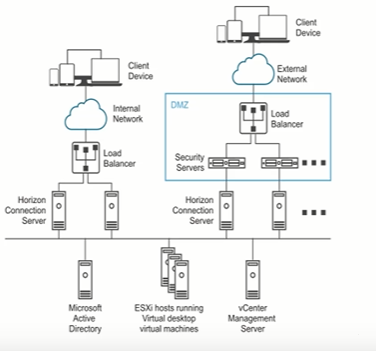 Client
Device
Client
Device
External
Network
Internal
Network
DMZ
Load
Balancer
Load
Balancer
Security
Servers
Horizon
Connection
Server
Horizon
Connection
Server
Microsoft
Active
Directory
ESXi hosts running
Virtual desktop
virtual machines
vCenter
Management
Server